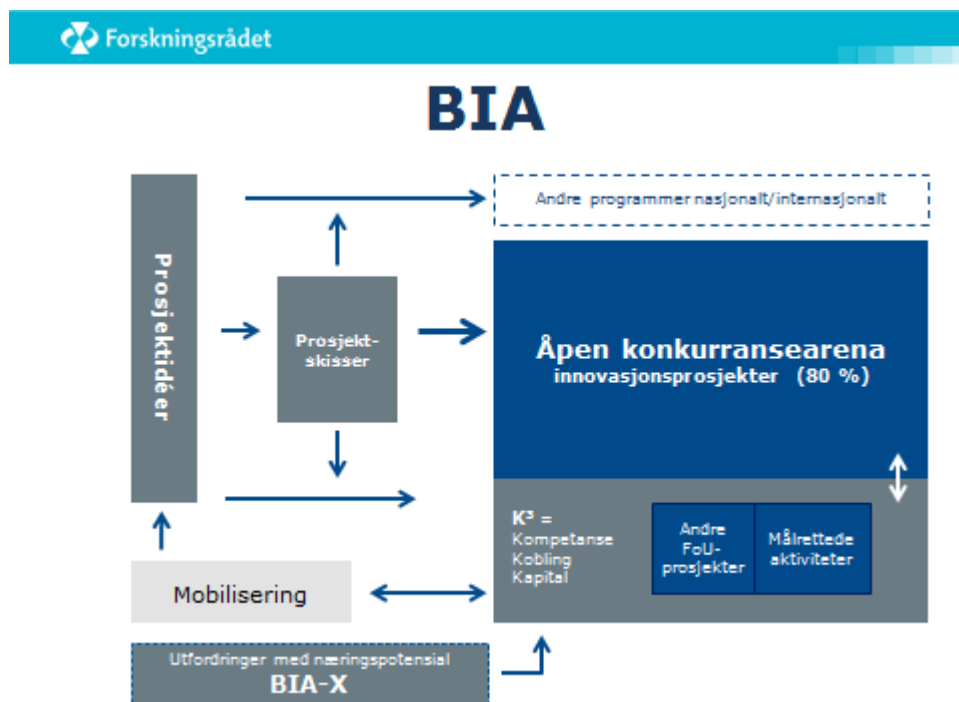 Forskningsrådet
BIA
Andre programmer nasjonalt/internasjonalt
Prosjektidéer
Prosjekt-
skisser
Åpen konkurransearena
innovasjonsprosjekter (80 %)
K³ =
Kompetanse
Kobling
Kapital
Andre
FoU-
prosjekter
Målrettede
aktiviteter
Mobilisering
Utfordringer med næringspotensial
BIA-X